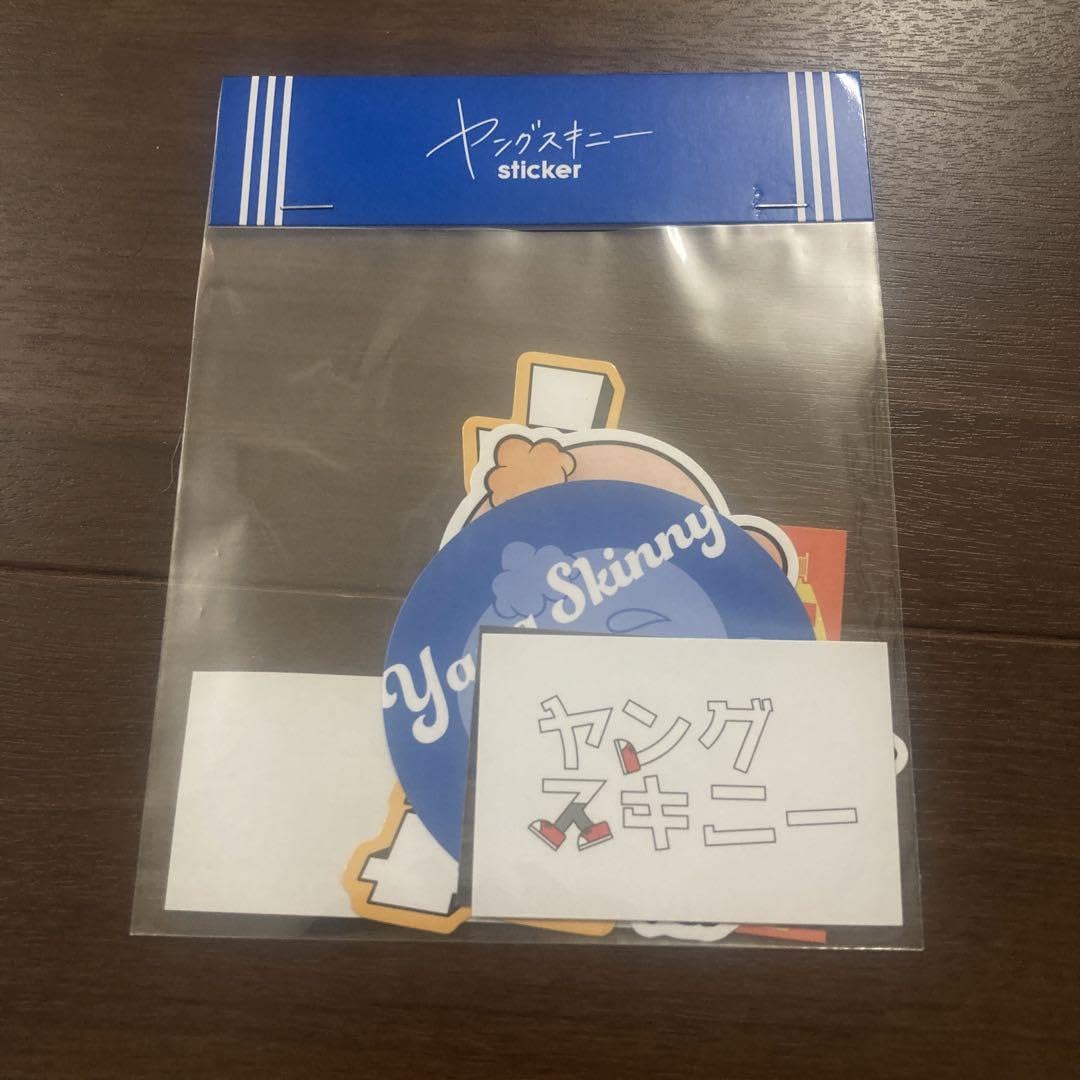 ヤングスキニー
sticker
Skinny
ヤング
スキニー